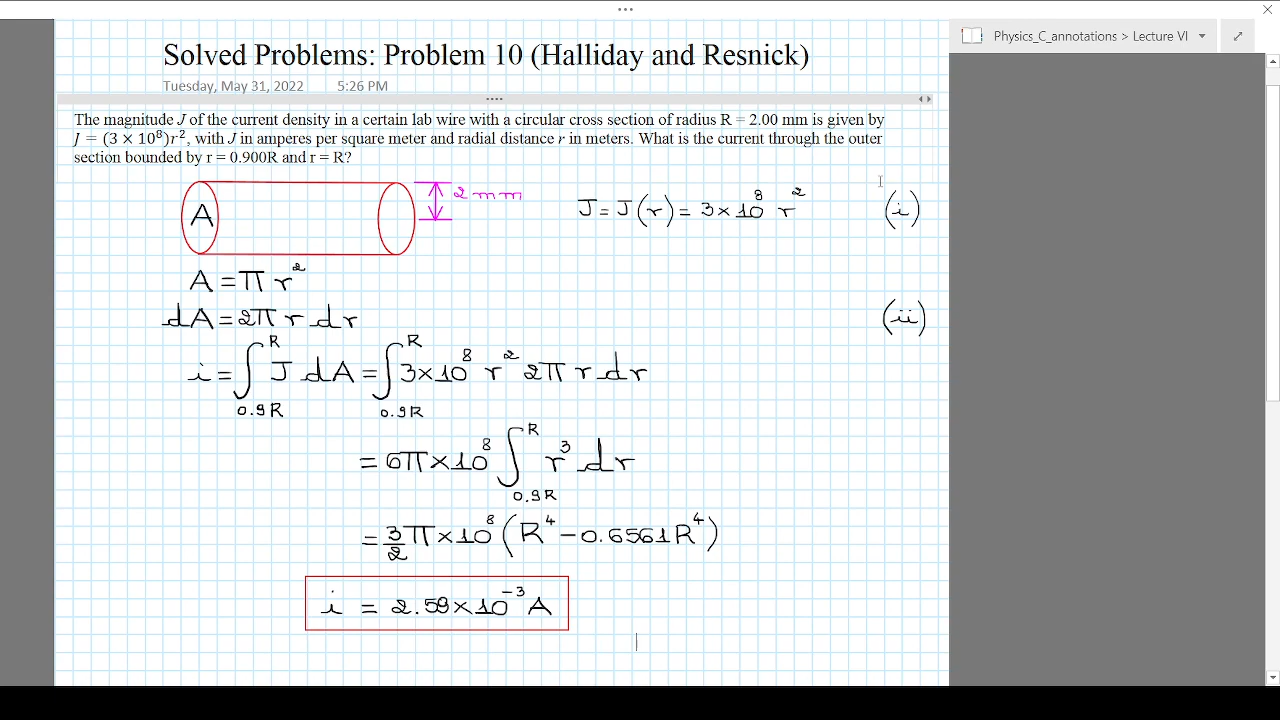 Physics_C_annotations > Lecture VI
Solved Problems: Problem 10 (Halliday and Resnick)
Tuesday, May 31, 2022 5:26 PM
The magnitude J of the current density in a certain lab wire with a circular cross section of radius R = 2.00 mm is given by
J = (3 × 10⁸)r², with J in amperes per square meter and radial distance r in meters. What is the current through the outer
section bounded by r = 0.900R and r = R?
A
2 mm
J = J(r) = 3×10⁸ r² (i)
A = π r²
dA = 2π r dr (ii)
i = ∫_{0.9R}^{R} J dA = ∫_{0.9R}^{R} 3×10⁸ r² 2π r dr
= 6π×10⁸ ∫_{0.9R}^{R} r³ dr
= 3/2 π×10⁸ (R⁴ − 0.6561R⁴)
i = 2.59×10⁻³ A